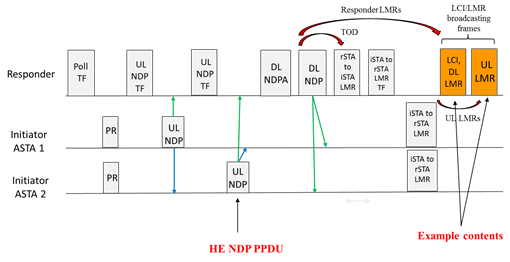 Responder LMRs
LCI/LMR
broadcasting
frames
TOD
Responder
Poll
TF
UL
NDP
TF
UL
NDP
TF
DL
NDPA
DL
NDP
rSTA
to
iSTA
LMR
iSTA to
rSTA
LMR
TF
LCI,
DL
LMR
UL
LMR
UL LMRs
Initiator
ASTA 1
PR
UL
NDP
iSTA to
rSTA
LMR
Initiator
ASTA 2
PR
UL
NDP
iSTA to
rSTA
LMR
HE NDP PPDU
Example contents